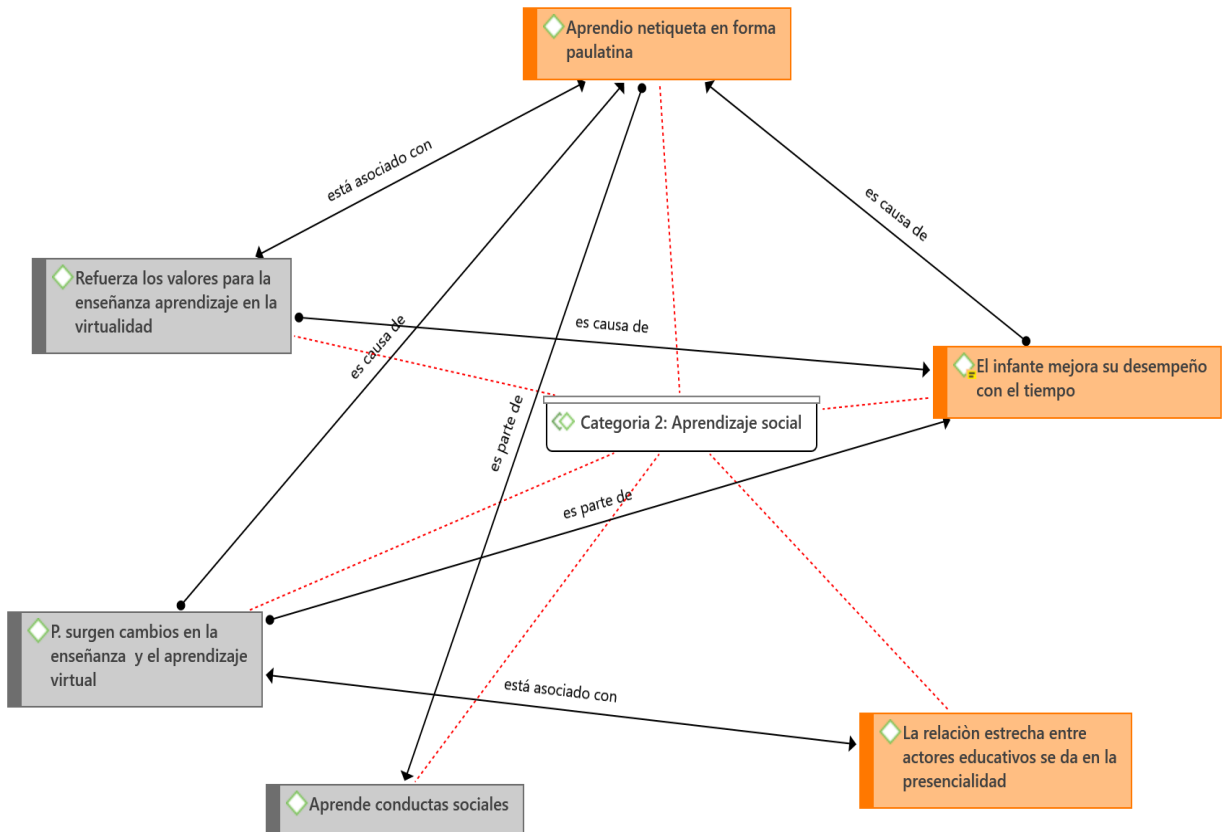 Aprendio netiqueta en forma
paulatina
está asociado con
es causa de
Refuerza los valores para la
enseñanza aprendizaje en la
virtualidad
es causa de
es causa de
El infante mejora su desempeño
con el tiempo
Categoria 2: Aprendizaje social
es parte de
es parte de
P. surgen cambios en la
enseñanza y el aprendizaje
virtual
está asociado con
La relaciòn estrecha entre
actores educativos se da en la
presencialidad
Aprende conductas sociales